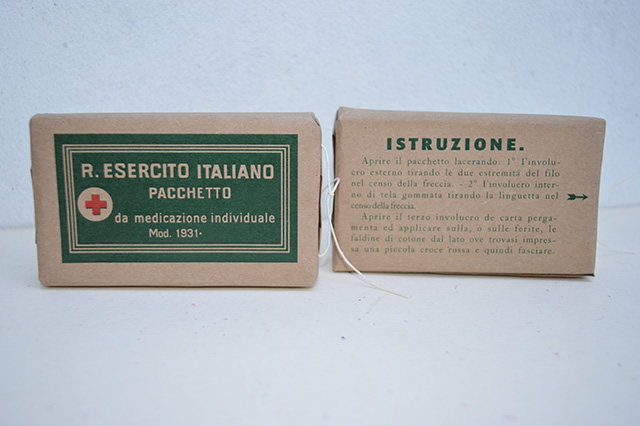 R. ESERCITO ITALIANO
PACCHETTO
da medicazione individuale
Mod. 1931.
ISTRUZIONE.
Aprire il pacchetto lacerando: 1° l'involu-
cro esterno tirando le due estremità del filo
nel censo della freccia. - 2° l'involucro inter-
no di tela gommata tirando la linguetta nel
censo della freccia.
Aprire il terzo involucro de carta perga-
menta ed applicare sulla, o sulle ferite, le
faldine di cotone dal lato ove trovasi impres-
sa una piccola croce rossa e quindi fasciare.